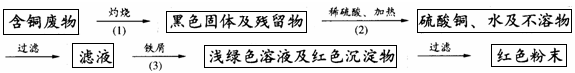 含铜废物 灼烧 (1) 黑色固体及残留物 稀硫酸、加热 (2) 硫酸铜、水及不溶物
过滤 滤液 铁屑 (3) 浅绿色溶液及红色沉淀物 过滤 红色粉末